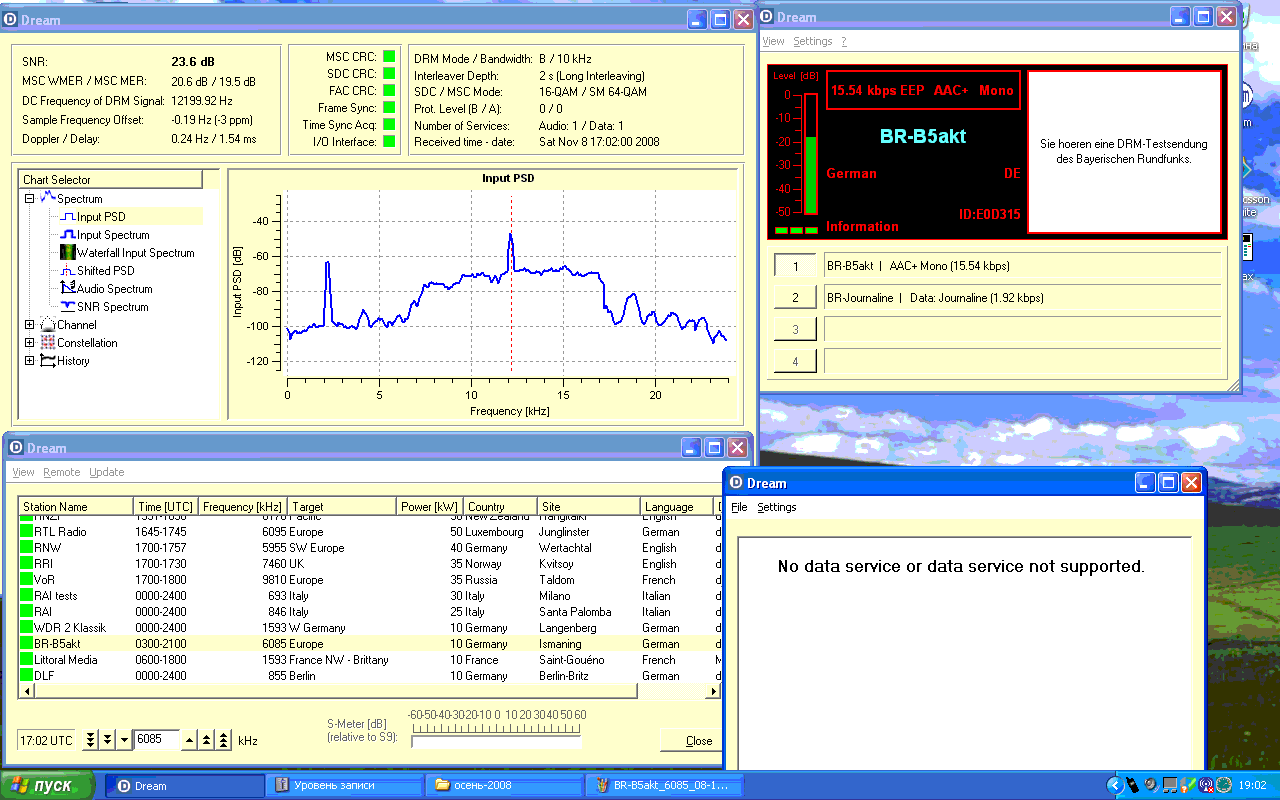 Dream
SNR: 23.6 dB
MSC WMER / MSC MER: 20.6 dB / 19.5 dB
DC Frequency of DRM Signal: 12199.92 Hz
Sample Frequency Offset: -0.19 Hz (-3 ppm)
Doppler / Delay: 0.24 Hz / 1.54 ms
MSC CRC:
SDC CRC:
FAC CRC:
Frame Sync:
Time Sync Acq:
I/O Interface:
DRM Mode / Bandwidth: B / 10 kHz
Interleaver Depth: 2 s (Long Interleaving)
SDC / MSC Mode: 16-QAM / SM 64-QAM
Prot. Level (B / A): 0 / 0
Number of Services: Audio: 1 / Data: 1
Received time - date: Sat Nov 8 17:02:00 2008
Chart Selector
Spectrum
Input PSD
Input Spectrum
Waterfall Input Spectrum
Shifted PSD
Audio Spectrum
SNR Spectrum
Channel
Constellation
History
Input PSD
Input PSD [dB]
-40
-60
-80
-100
-120
0 5 10 15 20
Frequency [kHz]
Dream
View Settings ?
Level [dB]
0
-10
-20
-30
-40
-50
15.54 kbps EEP AAC+ Mono
BR-B5akt
German DE
ID:E0D315
Information
Sie hoeren eine DRM-Testsendung
des Bayerischen Rundfunks.
1 BR-B5akt | AAC+ Mono (15.54 kbps)
2 BR-Journaline | Data: Journaline (1.92 kbps)
3
4
Dream
View Remote Update
Station Name Time [UTC] Frequency [kHz] Target Power [kW] Country Site Language D
RTL Radio 1645-1745 6095 Europe 50 Luxembourg Junglinster German d
RNW 1700-1757 5955 SW Europe 40 Germany Wertachtal English d
RRI 1700-1730 7460 UK 35 Norway Kvitsoy English d
VoR 1700-1800 9810 Europe 35 Russia Taldom French d
RAI tests 0000-2400 693 Italy 30 Italy Milano Italian d
RAI 0000-2400 846 Italy 25 Italy Santa Palomba Italian d
WDR 2 Klassik 0000-2400 1593 W Germany 10 Germany Langenberg German d
BR-B5akt 0300-2100 6085 Europe 10 Germany Ismaning German d
Littoral Media 0600-1800 1593 France NW - Brittany 10 France Saint-Gouéno French M
DLF 0000-2400 855 Berlin 10 Germany Berlin-Britz German d
17:02 UTC 6085 kHz
S-Meter [dB]
(relative to S9):
-60-50-40-30-20-10 0 10 20 30 40 50 60
Close
Dream
File Settings
No data service or data service not supported.
пуск Dream Уровень записи осень-2008 BR-B5akt_6085_08-1... 19:02